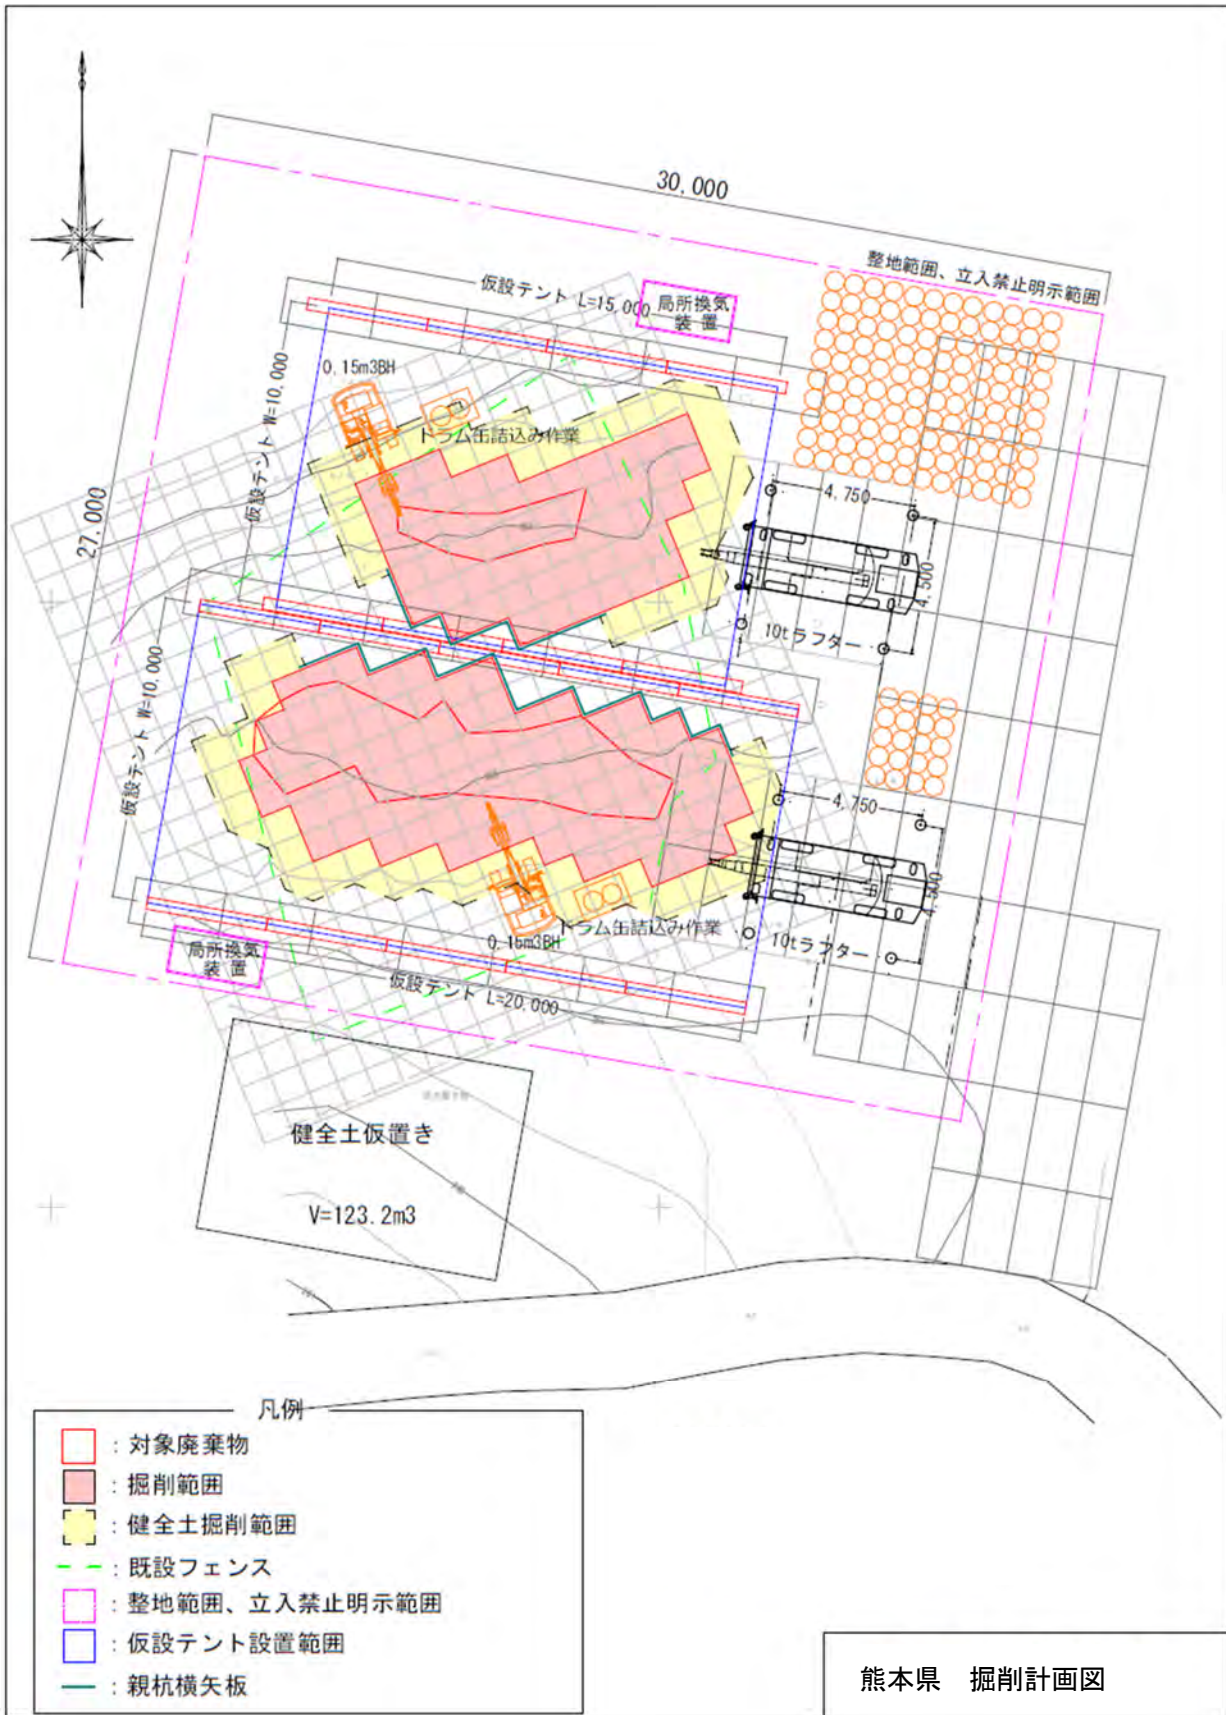 30,000
整地範囲、立入禁止明示範囲
仮設テント L=15,000
局所換気
装 置
0.15m3BH
仮設テント W=10.000
ドラム缶詰込み作業
27,000
4,750
4,500
10tラフター
仮設テント W=10.000
4,750
4,500
10tラフター
ドラム缶詰込み作業
0.15m3BH
局所換気
装 置
仮設テント L=20,000
健全土仮置き
V=123.2m3
凡例
: 対象廃棄物
: 掘削範囲
: 健全土掘削範囲
: 既設フェンス
: 整地範囲、立入禁止明示範囲
: 仮設テント設置範囲
: 親杭横矢板
熊本県 掘削計画図